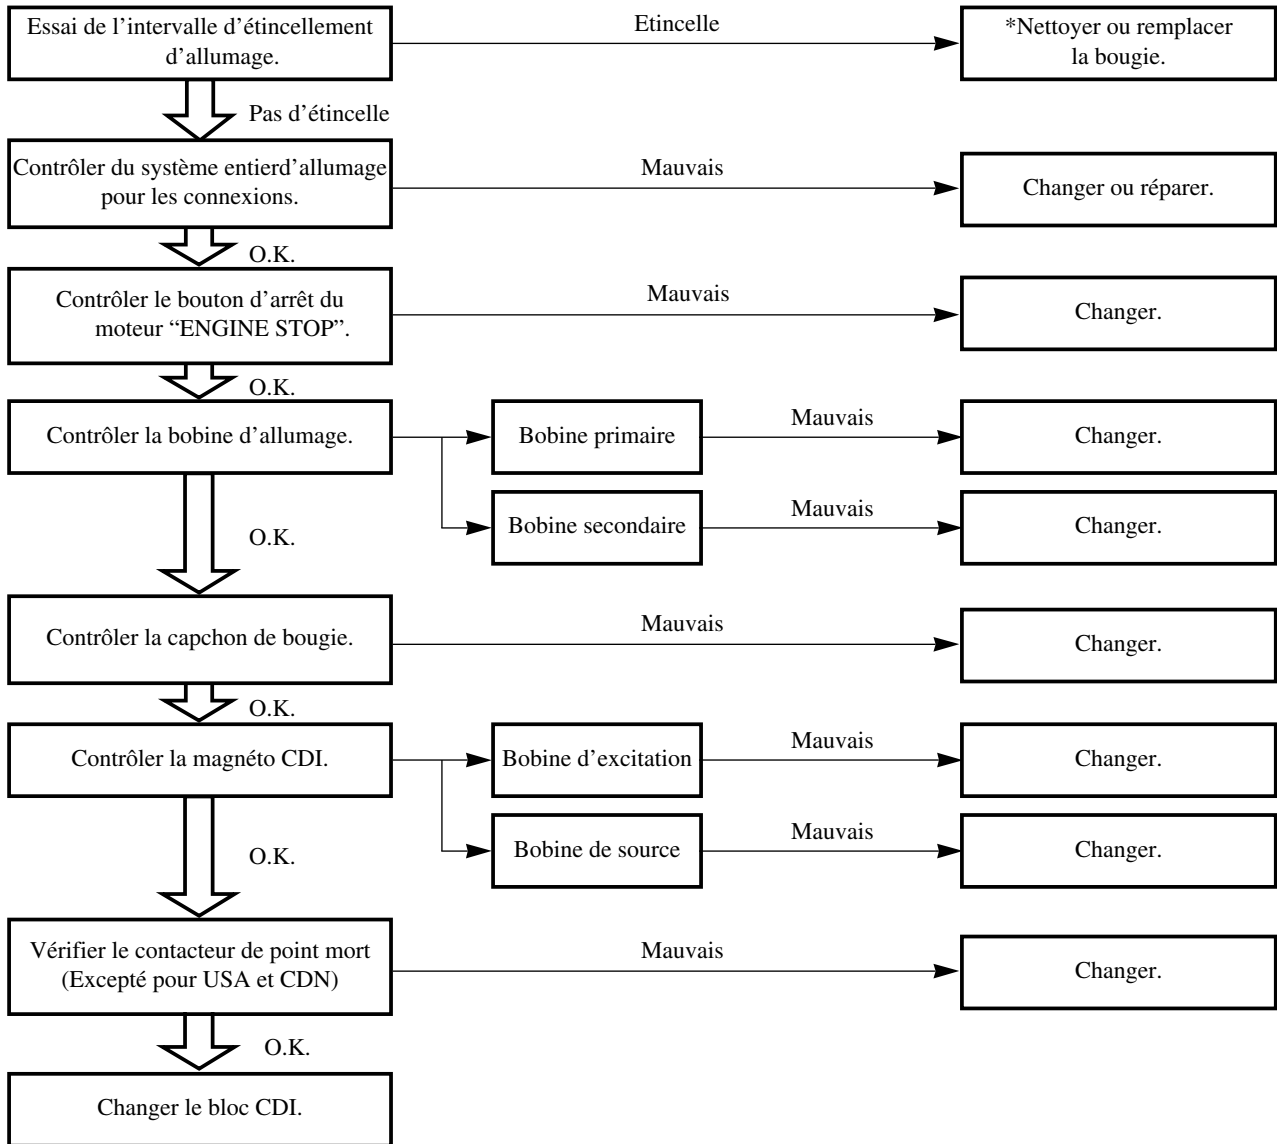 Essai de l’intervalle d’étincellement
d’allumage.
Etincelle
*Nettoyer ou remplacer
la bougie.
Pas d’étincelle
Contrôler du système entierd’allumage
pour les connexions.
Mauvais
Changer ou réparer.
O.K.
Contrôler le bouton d’arrêt du
moteur “ENGINE STOP”.
Mauvais
Changer.
O.K.
Contrôler la bobine d’allumage.
Bobine primaire
Mauvais
Changer.
Bobine secondaire
Mauvais
Changer.
O.K.
Contrôler la capchon de bougie.
Mauvais
Changer.
O.K.
Contrôler la magnéto CDI.
Bobine d’excitation
Mauvais
Changer.
Bobine de source
Mauvais
Changer.
O.K.
Vérifier le contacteur de point mort
(Excepté pour USA et CDN)
Mauvais
Changer.
O.K.
Changer le bloc CDI.